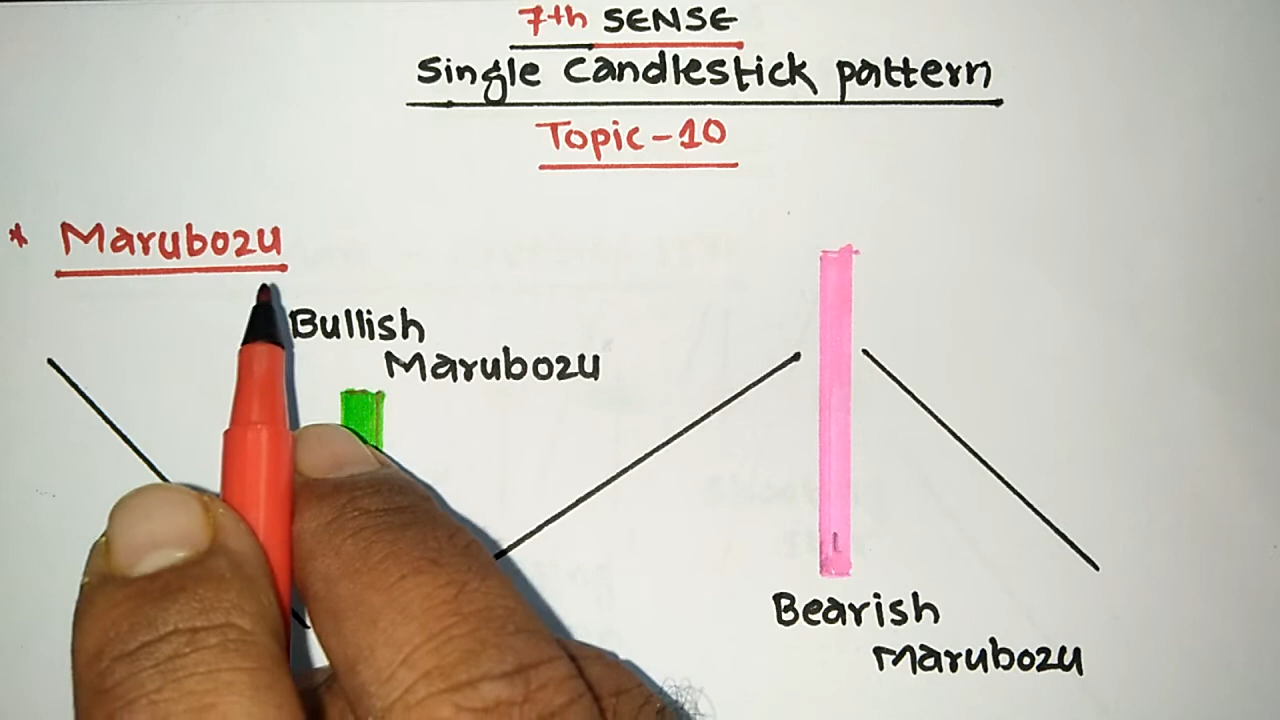 7th SENSE
Single Candlestick pattern
Topic-10
* Marubozu
Bullish
Marubozu
Bearish
Marubozu